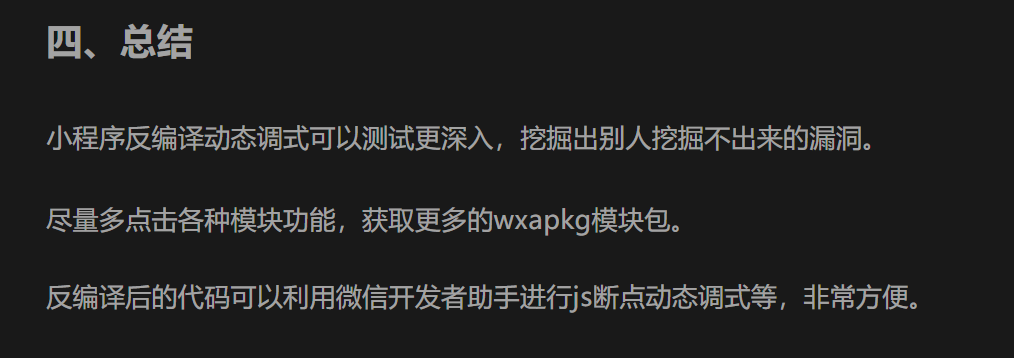 四、总结
小程序反编译动态调式可以测试更深入，挖掘出别人挖掘不出来的漏洞。
尽量多点击各种模块功能，获取更多的wxapkg模块包。
反编译后的代码可以利用微信开发者助手进行js断点动态调式等，非常方便。